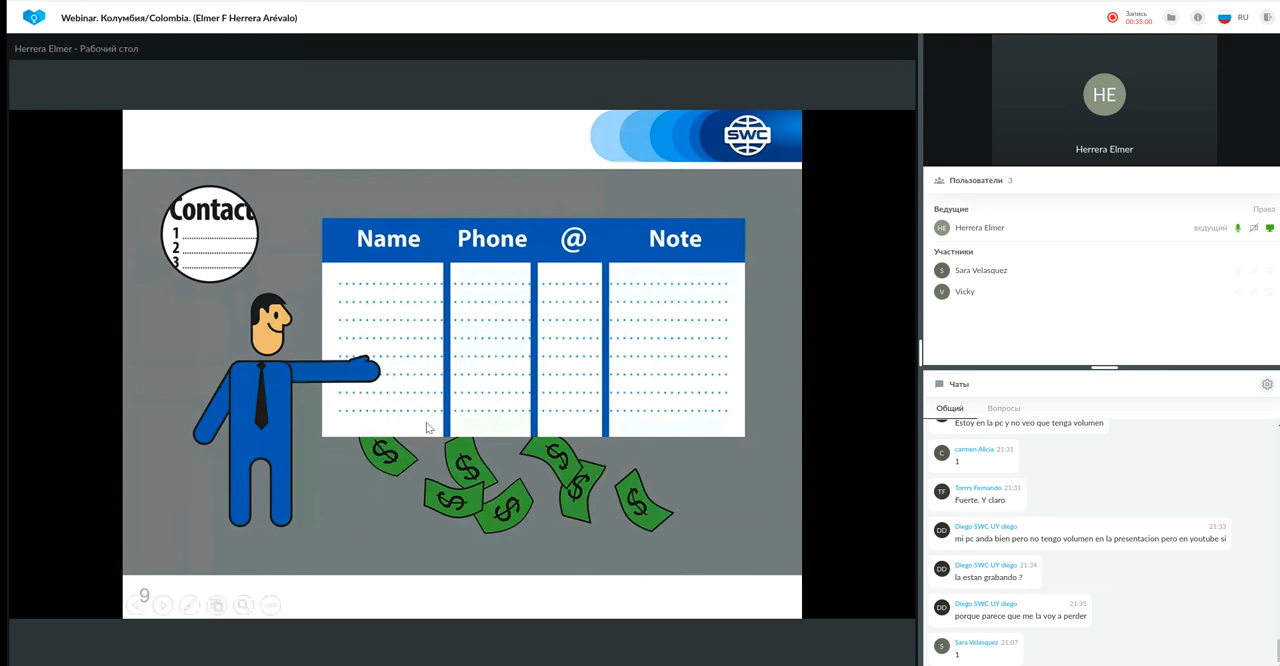 Webinar. Колумбия/Colombia. (Elmer F Herrera Arévalo)
Запись
00:35:00
RU
Herrera Elmer - Рабочий стол
SWC
Contact
1
2
3
Name Phone @ Note
9
HE
Herrera Elmer
Пользователи 3
Ведущие Права
HE Herrera Elmer ведущий
Участники
S Sara Velasquez
V Vicky
Чаты
Общий Вопросы
Estoy en la pc y no veo que tenga volumen
C carmen Alicia 21:31
1
TF Torrrs Fernando 21:31
Fuerte. Y claro
DD Diego SWC UY diego 21:33
mi pc anda bien pero no tengo volumen en la presentacion pero en youtube si
DD Diego SWC UY diego 21:34
la estan grabando ?
DD Diego SWC UY diego 21:35
porque parece que me la voy a perder
S Sara Velasquez 21:07
1